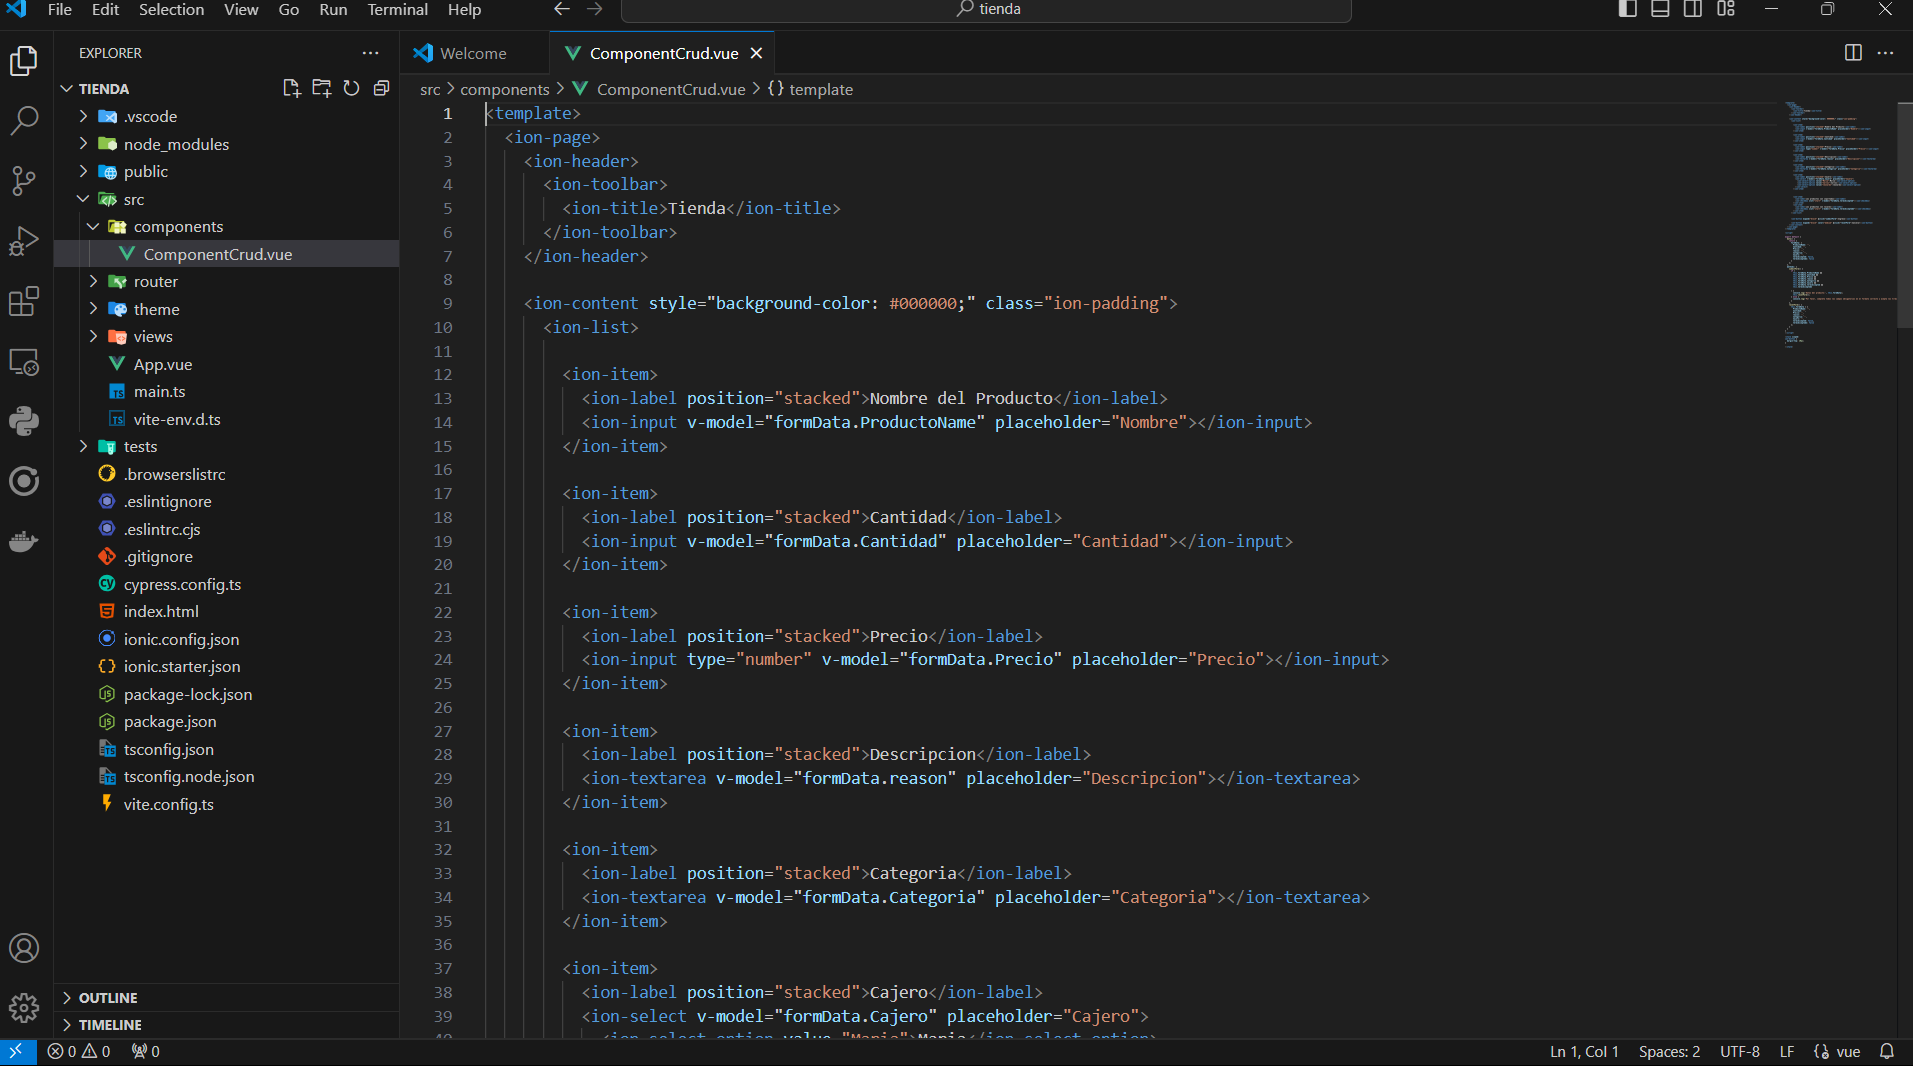 File Edit Selection View Go Run Terminal Help
tienda
EXPLORER
TIENDA
.vscode
node_modules
public
src
components
ComponentCrud.vue
router
theme
views
App.vue
main.ts
vite-env.d.ts
tests
.browserslistrc
.eslintignore
.eslintrc.cjs
.gitignore
cypress.config.ts
index.html
ionic.config.json
ionic.starter.json
package-lock.json
package.json
tsconfig.json
tsconfig.node.json
vite.config.ts
OUTLINE
TIMELINE
Welcome ComponentCrud.vue
src > components > ComponentCrud.vue > {} template
1 <template>
2 <ion-page>
3 <ion-header>
4 <ion-toolbar>
5 <ion-title>Tienda</ion-title>
6 </ion-toolbar>
7 </ion-header>
8
9 <ion-content style="background-color: #000000;" class="ion-padding">
10 <ion-list>
11
12 <ion-item>
13 <ion-label position="stacked">Nombre del Producto</ion-label>
14 <ion-input v-model="formData.ProductoName" placeholder="Nombre"></ion-input>
15 </ion-item>
16
17 <ion-item>
18 <ion-label position="stacked">Cantidad</ion-label>
19 <ion-input v-model="formData.Cantidad" placeholder="Cantidad"></ion-input>
20 </ion-item>
21
22 <ion-item>
23 <ion-label position="stacked">Precio</ion-label>
24 <ion-input type="number" v-model="formData.Precio" placeholder="Precio"></ion-input>
25 </ion-item>
26
27 <ion-item>
28 <ion-label position="stacked">Descripcion</ion-label>
29 <ion-textarea v-model="formData.reason" placeholder="Descripcion"></ion-textarea>
30 </ion-item>
31
32 <ion-item>
33 <ion-label position="stacked">Categoria</ion-label>
34 <ion-textarea v-model="formData.Categoria" placeholder="Categoria"></ion-textarea>
35 </ion-item>
36
37 <ion-item>
38 <ion-label position="stacked">Cajero</ion-label>
39 <ion-select v-model="formData.Cajero" placeholder="Cajero">
40 <ion-select-option value="Maria">Maria</ion-select-option>
0 0 0
Ln 1, Col 1 Spaces: 2 UTF-8 LF vue